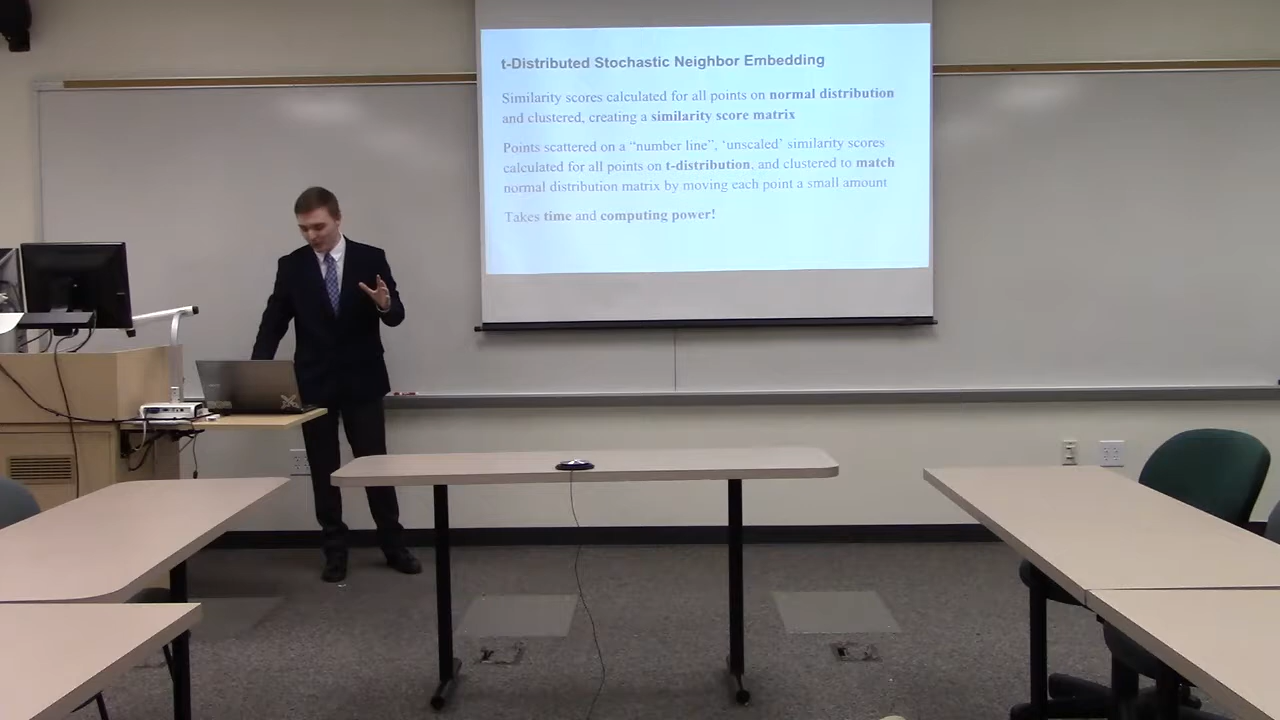 t-Distributed Stochastic Neighbor Embedding
Similarity scores calculated for all points on normal distribution
and clustered, creating a similarity score matrix
Points scattered on a “number line”, ‘unscaled’ similarity scores
calculated for all points on t-distribution, and clustered to match
normal distribution matrix by moving each point a small amount
Takes time and computing power!